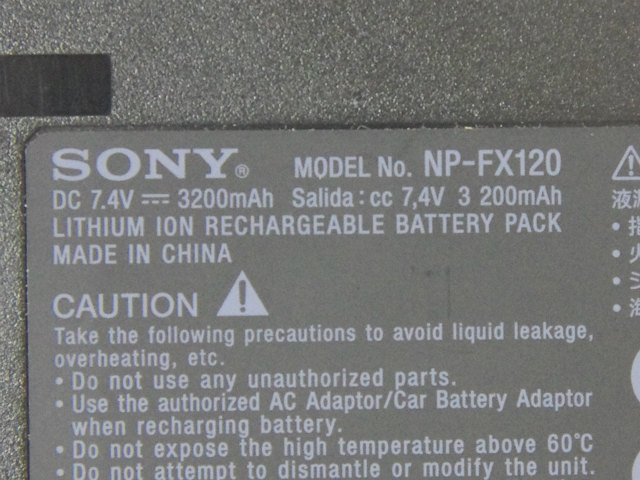 SONY® MODEL No. NP-FX120
DC 7.4V ⎓ 3200mAh Salida: cc 7,4V 3 200mAh
LITHIUM ION RECHARGEABLE BATTERY PACK
MADE IN CHINA
CAUTION
Take the following precautions to avoid liquid leakage,
overheating, etc.
• Do not use any unauthorized parts.
• Use the authorized AC Adaptor/Car Battery Adaptor
when recharging battery.
• Do not expose the high temperature above 60°C
• Do not attempt to dismantle or modify the unit.